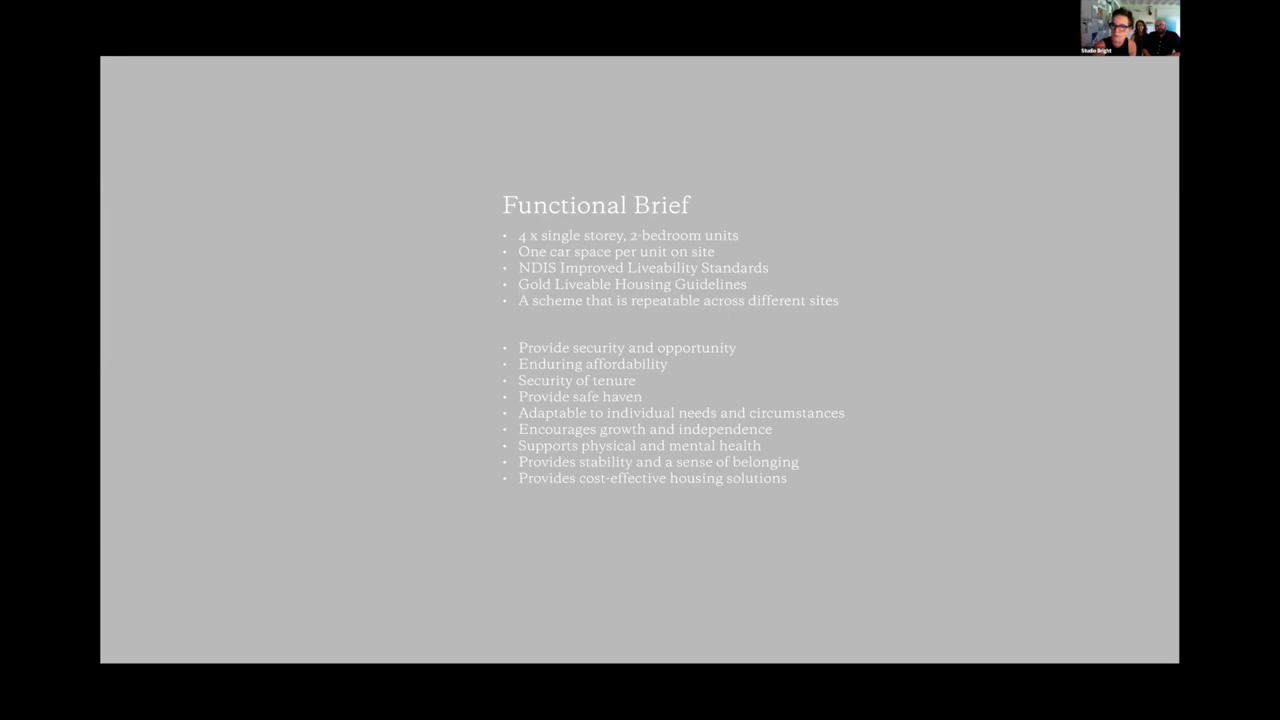 Studio Bright
Functional Brief
• 4 x single storey, 2-bedroom units
• One car space per unit on site
• NDIS Improved Liveability Standards
• Gold Liveable Housing Guidelines
• A scheme that is repeatable across different sites
• Provide security and opportunity
• Enduring affordability
• Security of tenure
• Provide safe haven
• Adaptable to individual needs and circumstances
• Encourages growth and independence
• Supports physical and mental health
• Provides stability and a sense of belonging
• Provides cost-effective housing solutions